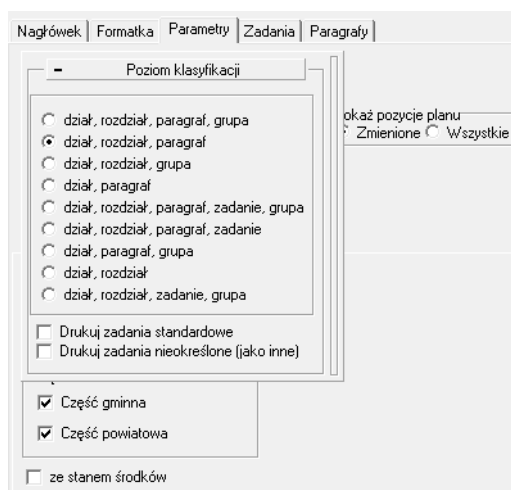 Nagłówek Formatka Parametry Zadania Paragrafy
Poziom klasyfikacji
dział, rozdział, paragraf, grupa
okaż pozycje planu
dział, rozdział, paragraf
Zmienione Wszystkie
dział, rozdział, grupa
dział, paragraf
dział, rozdział, paragraf, zadanie, grupa
dział, rozdział, paragraf, zadanie
dział, paragraf, grupa
dział, rozdział
dział, rozdział, zadanie, grupa
Drukuj zadania standardowe
Drukuj zadania nieokreślone (jako inne)
Część gminna
Część powiatowa
ze stanem środków